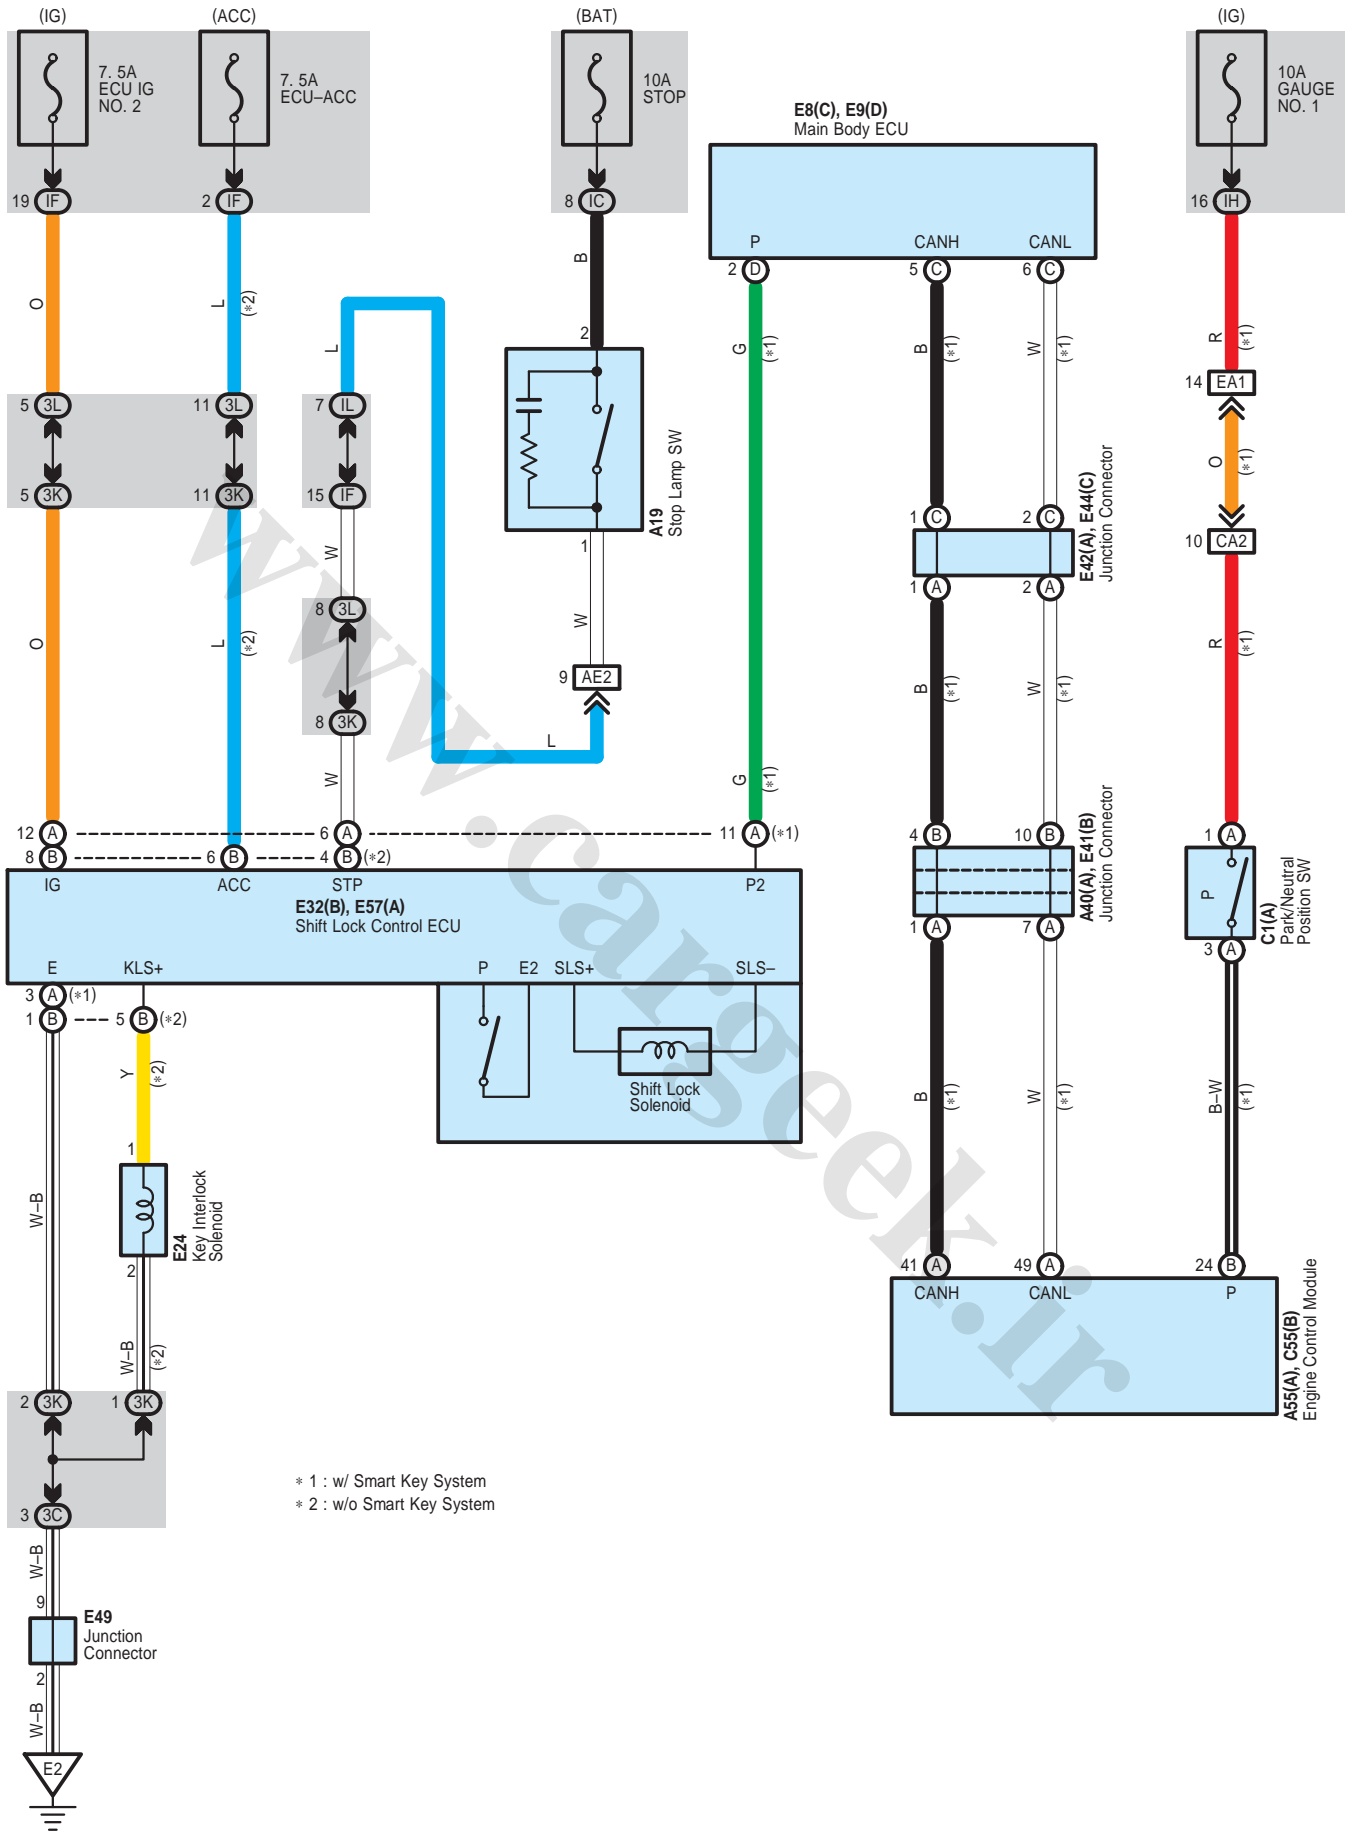 (IG)
(ACC)
(BAT)
(IG)
7. 5A
ECU IG
NO. 2
7. 5A
ECU–ACC
10A
STOP
10A
GAUGE
NO. 1
E8(C), E9(D)
Main Body ECU
19 IF
2 IF
8 IC
16 IH
P
CANH
CANL
2 D
5 C
6 C
O
L
(∗2)
L
B
2
G
(∗1)
B
(∗1)
W
(∗1)
R
(∗1)
14 EA1
5 3L
11 3L
7 IL
O
(∗1)
5 3K
11 3K
15 IF
A19
Stop Lamp SW
1
1 C
2 C
E42(A), E44(C)
Junction Connector
10 CA2
1 A
2 A
W
8 3L
W
O
L
(∗2)
R
(∗1)
9 AE2
B
(∗1)
W
(∗1)
8 3K
L
W
G
(∗1)
12 A
6 A
11 A (∗1)
4 B
10 B
A40(A), E41(B)
Junction Connector
1 A
8 B
6 B
4 B (∗2)
IG
ACC
STP
P2
E32(B), E57(A)
Shift Lock Control ECU
P
C1(A)
Park/Neutral
Position SW
1 A
7 A
3 A
E
KLS+
P
E2
SLS+
SLS–
3 A (∗1)
1 B
5 B (∗2)
Y
(∗2)
Shift Lock
Solenoid
B
(∗1)
W
(∗1)
B–W
(∗1)
1
W–B
E24
Key Interlock
Solenoid
2
41 A
49 A
24 B
CANH
CANL
P
A55(A), C55(B)
Engine Control Module
W–B
(∗2)
2 3K
1 3K
∗ 1 : w/ Smart Key System
∗ 2 : w/o Smart Key System
3 3C
W–B
9
E49
Junction
Connector
2
W–B
E2
www.cargeek.ir